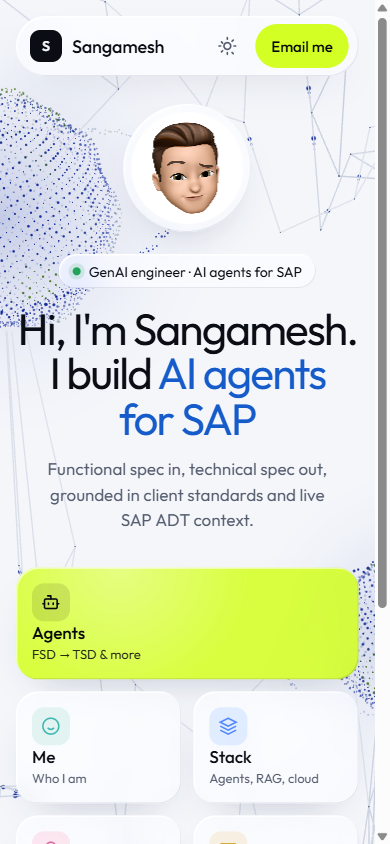 S
Sangamesh
Email me
GenAI engineer · AI agents for SAP
Hi, I'm Sangamesh.
I build AI agents
for SAP
Functional spec in, technical spec out,
grounded in client standards and live
SAP ADT context.
Agents
FSD → TSD & more
Me
Who I am
Stack
Agents, RAG, cloud